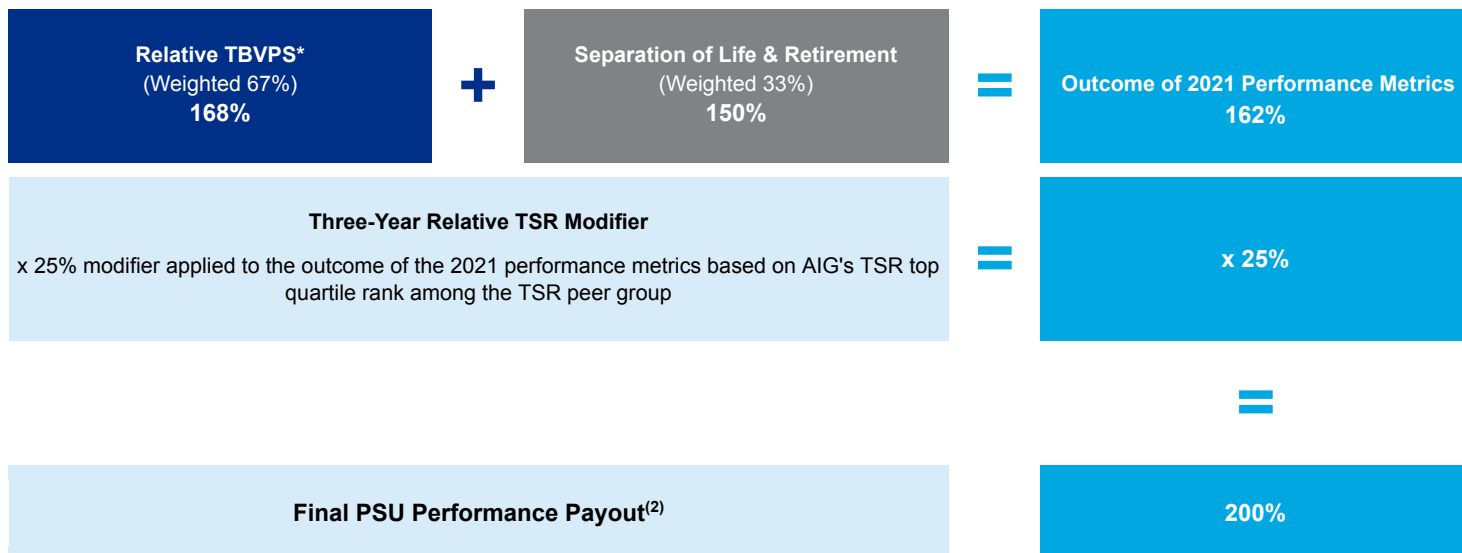 Relative TBVPS*
(Weighted 67%)
168%
+
Separation of Life & Retirement
(Weighted 33%)
150%
=
Outcome of 2021 Performance Metrics
162%
Three-Year Relative TSR Modifier
x 25% modifier applied to the outcome of the 2021 performance metrics based on AIG's TSR top
quartile rank among the TSR peer group
=
x 25%
=
Final PSU Performance Payout(2)
200%